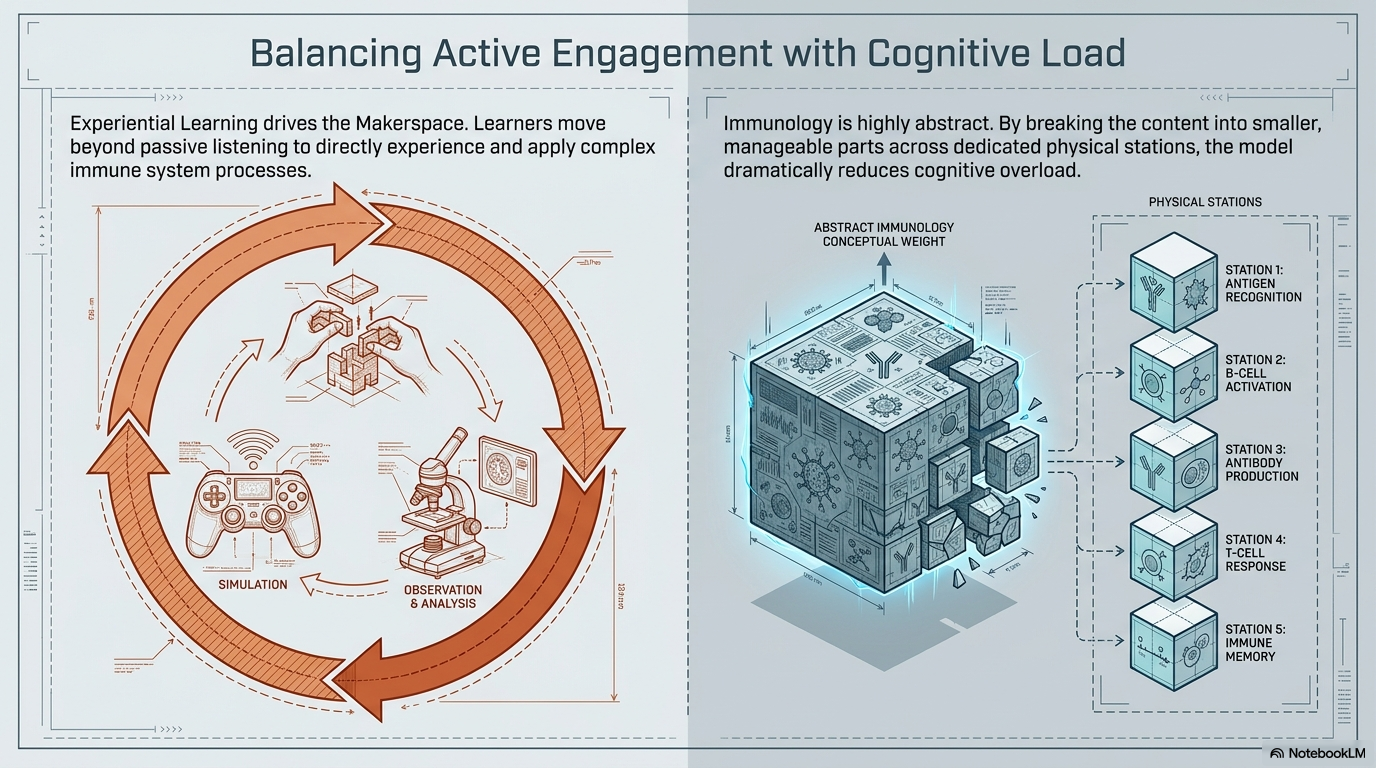 Balancing Active Engagement with Cognitive Load
Experiential Learning drives the Makerspace. Learners move
beyond passive listening to directly experience and apply complex
immune system processes.
SIMULATION
OBSERVATION
& ANALYSIS
Immunology is highly abstract. By breaking the content into smaller,
manageable parts across dedicated physical stations, the model
dramatically reduces cognitive overload.
ABSTRACT IMMUNOLOGY
CONCEPTUAL WEIGHT
PHYSICAL STATIONS
STATION 1:
ANTIGEN
RECOGNITION
STATION 2:
B-CELL
ACTIVATION
STATION 3:
ANTIBODY
PRODUCTION
STATION 4:
T-CELL
RESPONSE
STATION 5:
IMMUNE
MEMORY
NotebookLM